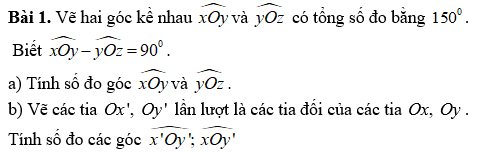 Bài 1. Vẽ hai góc kề nhau $\widehat{xOy}$ và $\widehat{yOz}$ có tổng số đo bằng $150^0$.
Biết $\widehat{xOy} - \widehat{yOz} = 90^0$.
a) Tính số đo góc $\widehat{xOy}$ và $\widehat{yOz}$.
b) Vẽ các tia Ox', Oy' lần lượt là các tia đối của các tia Ox, Oy.
Tính số đo các góc $\widehat{x'Oy'}$; $\widehat{xOy'}$